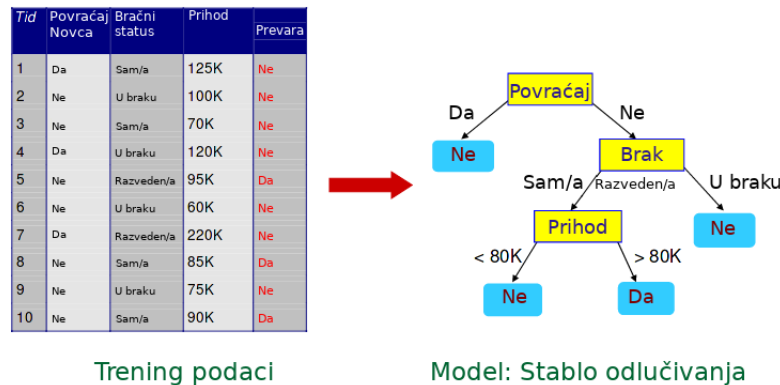 Tid Povraćaj Novca Bračni status Prihod Prevara
1 Da Sam/a 125K Ne
2 Ne U braku 100K Ne
3 Ne Sam/a 70K Ne
4 Da U braku 120K Ne
5 Ne Razveden/a 95K Da
6 Ne U braku 60K Ne
7 Da Razveden/a 220K Ne
8 Ne Sam/a 85K Da
9 Ne U braku 75K Ne
10 Ne Sam/a 90K Da
Trening podaci
Povraćaj
Da Ne
Ne Brak
Sam/a Razveden/a U braku
Prihod Ne
< 80K > 80K
Ne Da
Model: Stablo odlučivanja